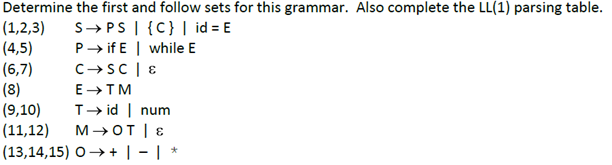 Determine the first and follow sets for this grammar. Also complete the LL(1) parsing table.
(1,2,3) S → P S | { C } | id = E
(4,5) P → if E | while E
(6,7) C → S C | ε
(8) E → T M
(9,10) T → id | num
(11,12) M → O T | ε
(13,14,15) O → + | − | *